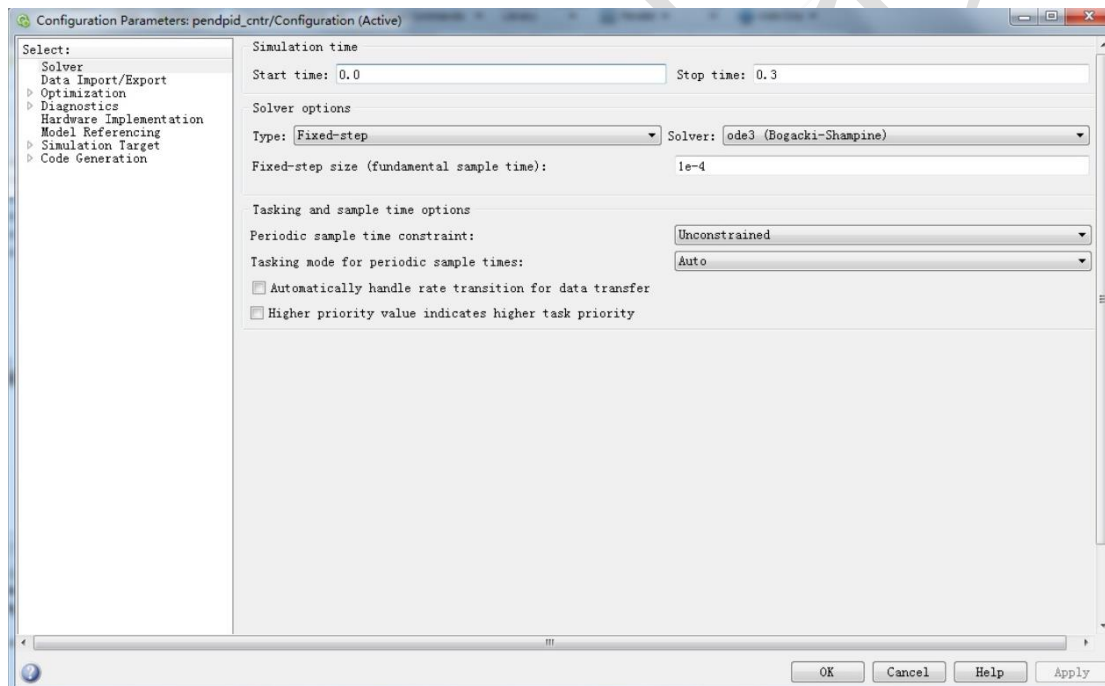 Configuration Parameters: pendpid_cntr/Configuration (Active)
Select:
Solver
Data Import/Export
Optimization
Diagnostics
Hardware Implementation
Model Referencing
Simulation Target
Code Generation
Simulation time
Start time: 0.0 Stop time: 0.3
Solver options
Type: Fixed-step Solver: ode3 (Bogacki-Shampine)
Fixed-step size (fundamental sample time): 1e-4
Tasking and sample time options
Periodic sample time constraint: Unconstrained
Tasking mode for periodic sample times: Auto
Automatically handle rate transition for data transfer
Higher priority value indicates higher task priority
OK Cancel Help Apply